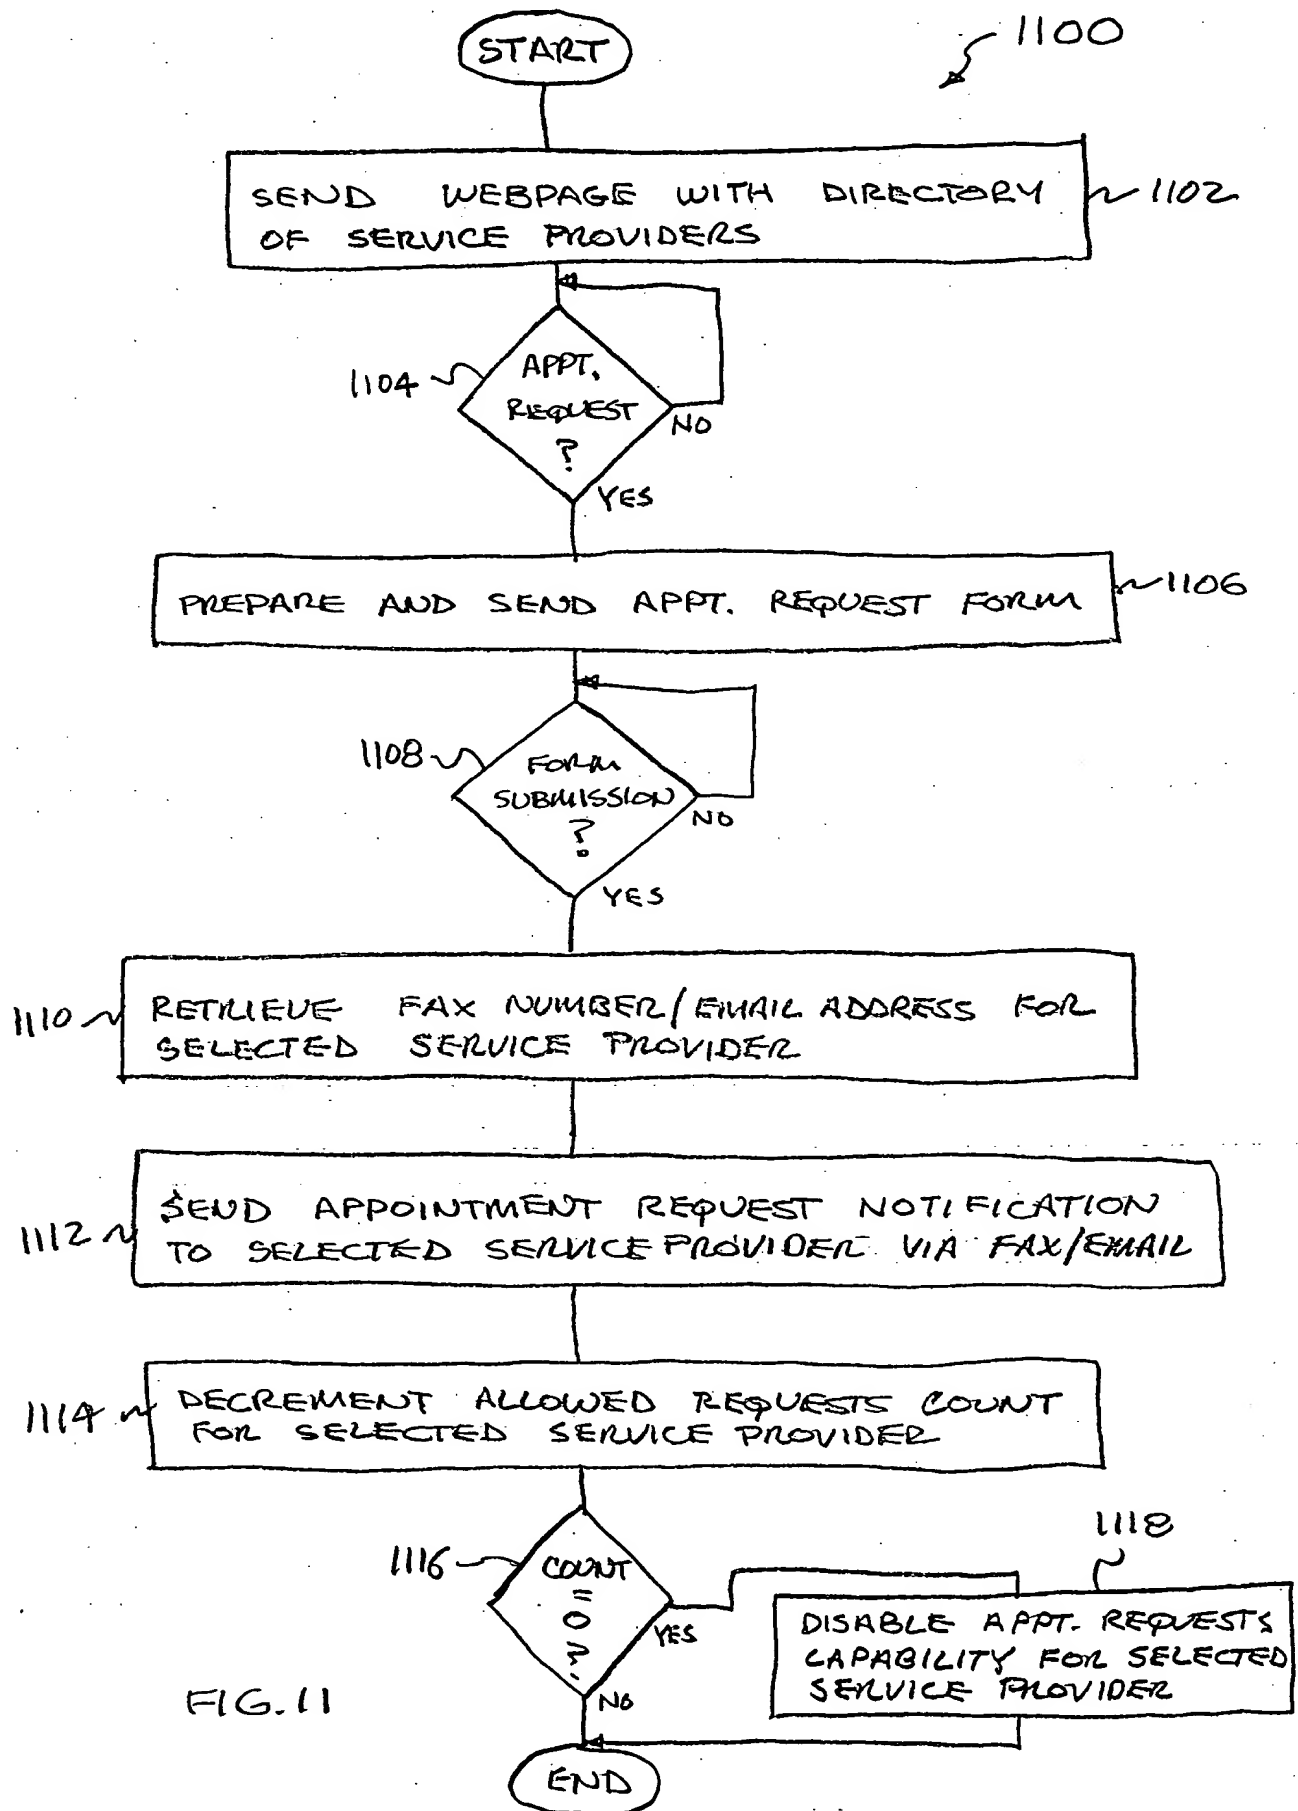 START
1100
SEND WEBPAGE WITH DIRECTORY
OF SERVICE PROVIDERS
1102
1104
APPT.
REQUEST
?
NO
YES
PREPARE AND SEND APPT. REQUEST FORM
1106
1108
FORM
SUBMISSION
?
NO
YES
1110
RETRIEVE FAX NUMBER/EMAIL ADDRESS FOR
SELECTED SERVICE PROVIDER
1112
SEND APPOINTMENT REQUEST NOTIFICATION
TO SELECTED SERVICE PROVIDER VIA FAX/EMAIL
1114
DECREMENT ALLOWED REQUESTS COUNT
FOR SELECTED SERVICE PROVIDER
1116
COUNT
=
0
?
YES
NO
1118
DISABLE APPT. REQUESTS
CAPABILITY FOR SELECTED
SERVICE PROVIDER
FIG. 11
END